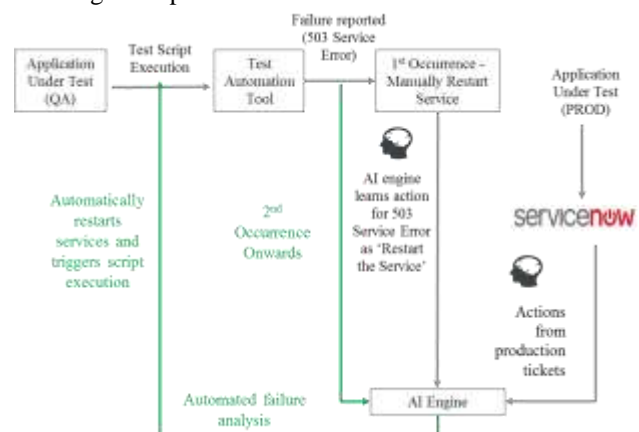 Failure reported
(503 Service
Error)
Test Script
Execution
Application
Under Test
(QA)
Test
Automation
Tool
1st Occurrence –
Manually Restart
Service
Application
Under Test
(PROD)
AI engine
learns action
for 503
Service Error
as ‘Restart
the Service’
Automatically
restarts
services and
triggers script
execution
2nd
Occurrence
Onwards
servicenow
Actions
from
production
tickets
Automated failure
analysis
AI Engine